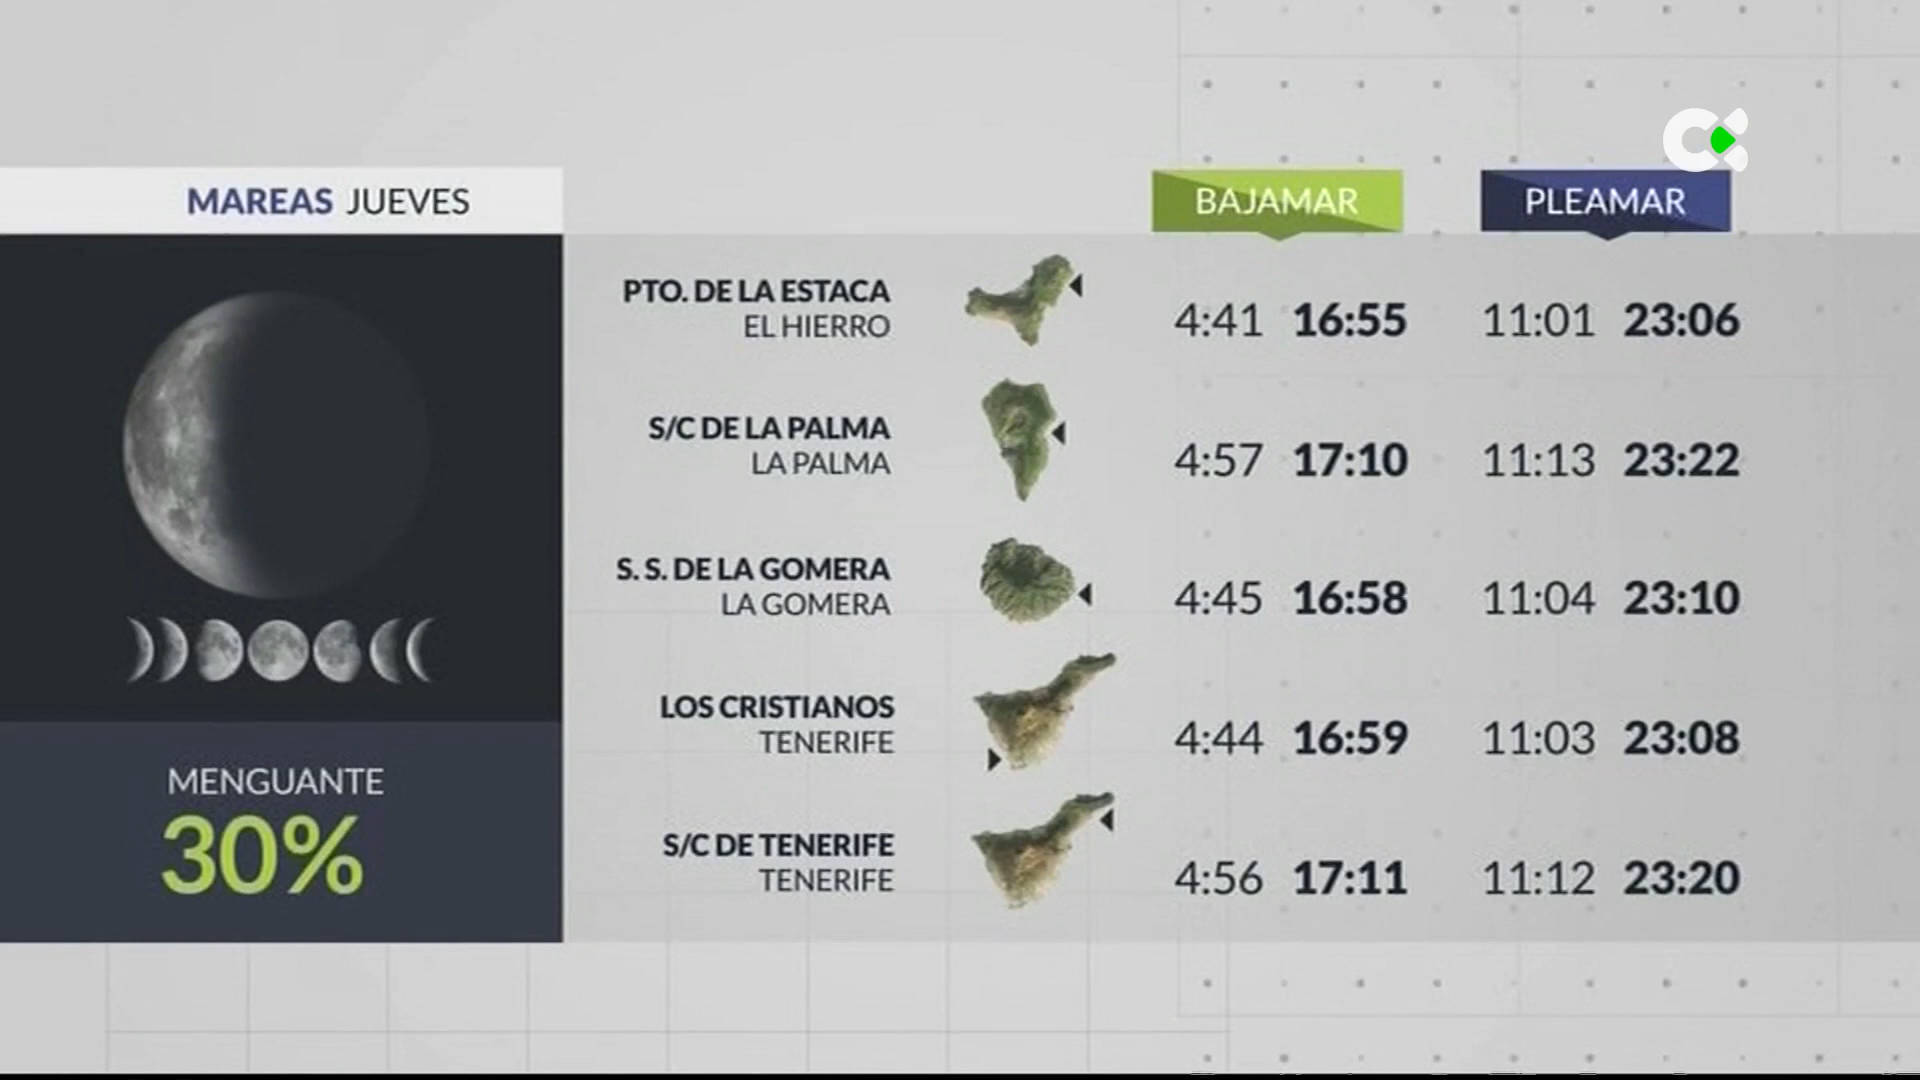 MAREAS JUEVES
BAJAMAR PLEAMAR
PTO. DE LA ESTACA
EL HIERRO
4:41 16:55 11:01 23:06
S/C DE LA PALMA
LA PALMA
4:57 17:10 11:13 23:22
S. S. DE LA GOMERA
LA GOMERA
4:45 16:58 11:04 23:10
LOS CRISTIANOS
TENERIFE
4:44 16:59 11:03 23:08
S/C DE TENERIFE
TENERIFE
4:56 17:11 11:12 23:20
MENGUANTE
30%